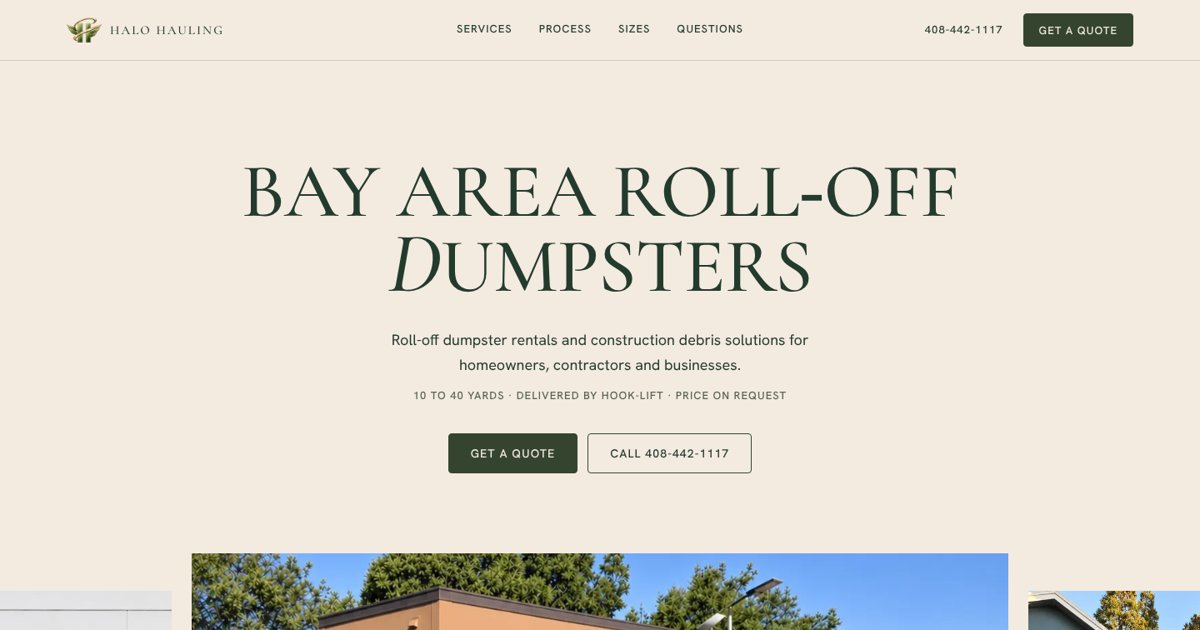 HALO HAULING
SERVICES PROCESS SIZES QUESTIONS
408-442-1117
GET A QUOTE
BAY AREA ROLL-OFF
DUMPSTERS
Roll-off dumpster rentals and construction debris solutions for
homeowners, contractors and businesses.
10 TO 40 YARDS · DELIVERED BY HOOK-LIFT · PRICE ON REQUEST
GET A QUOTE
CALL 408-442-1117